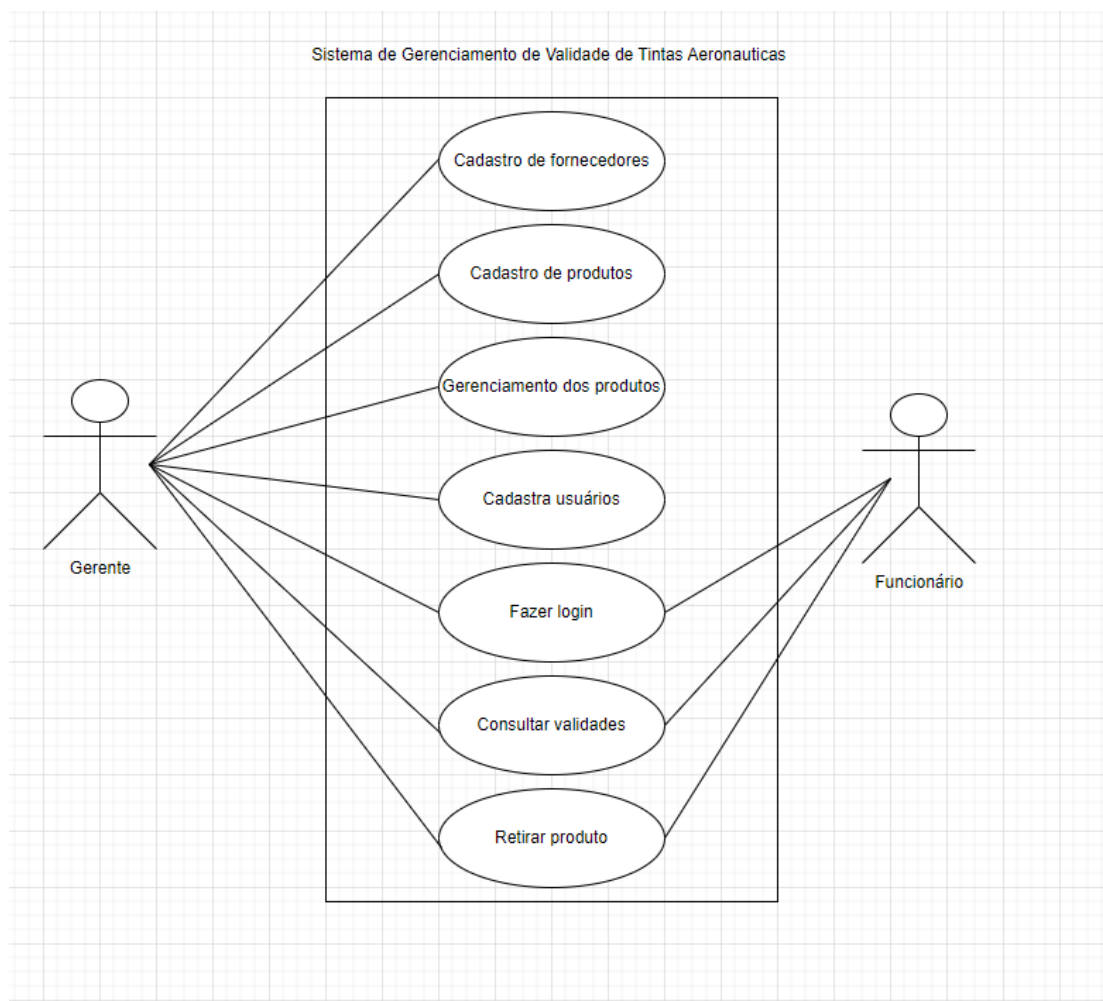 Sistema de Gerenciamento de Validade de Tintas Aeronauticas
Cadastro de fornecedores
Cadastro de produtos
Gerenciamento dos produtos
Cadastra usuários
Fazer login
Consultar validades
Retirar produto
Gerente
Funcionário